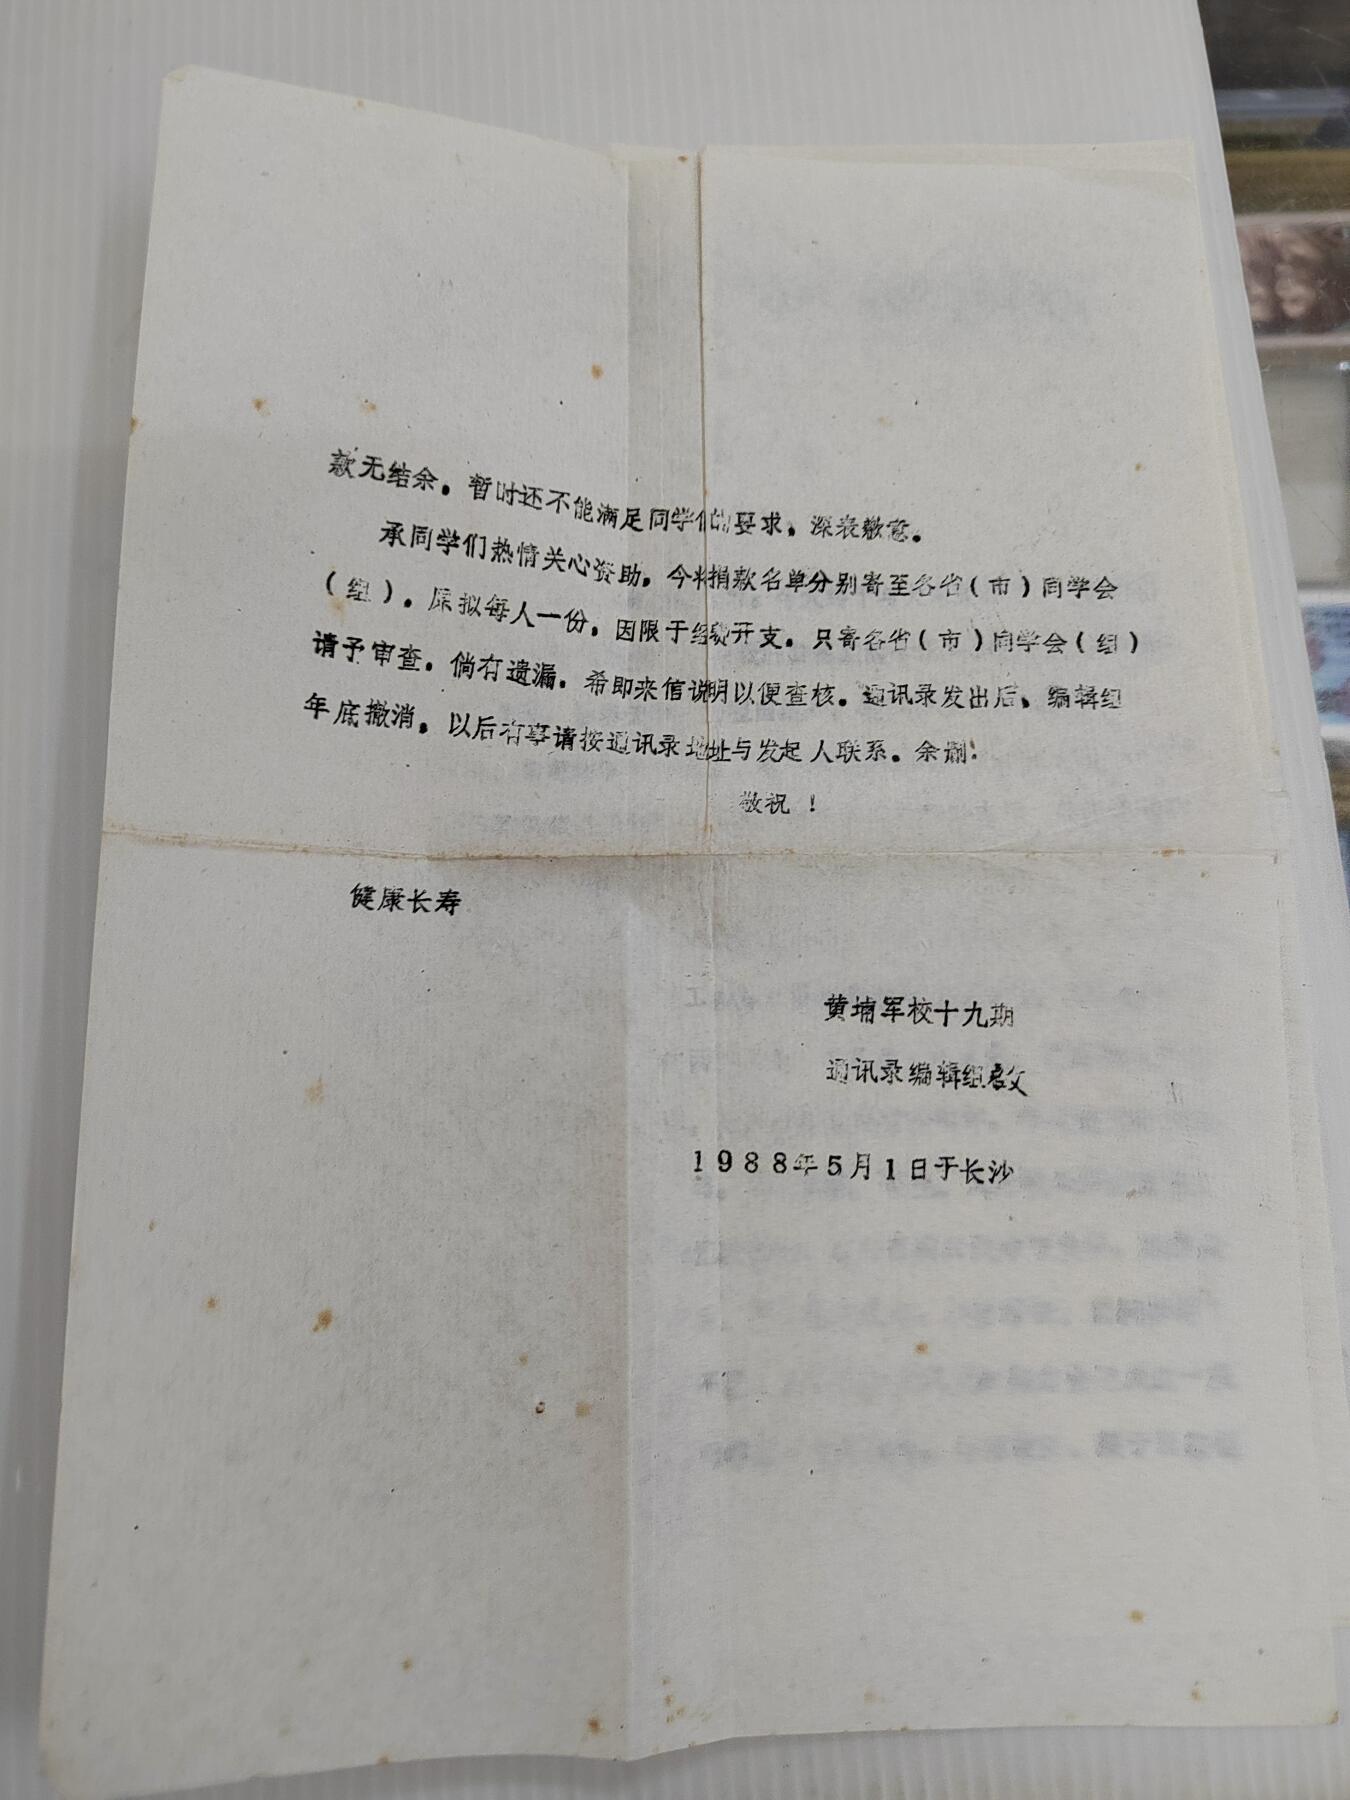 款无结余。暂时还不能满足同学们的要求，深表歉意。
承同学们热情关心资助。今将捐款名单分别寄至各省（市）同学会
（组）。原拟每人一份，因限于经费开支。只寄各省（市）同学会（组）
请予审查。倘有遗漏，希即来信说明以便查核。通讯录发出后，编辑组
年底撤消。以后有事请按通讯录地址与发起人联系。余谢！
敬祝！
健康长寿
黄埔军校十九期
通讯录编辑组启
1988年5月1日于长沙